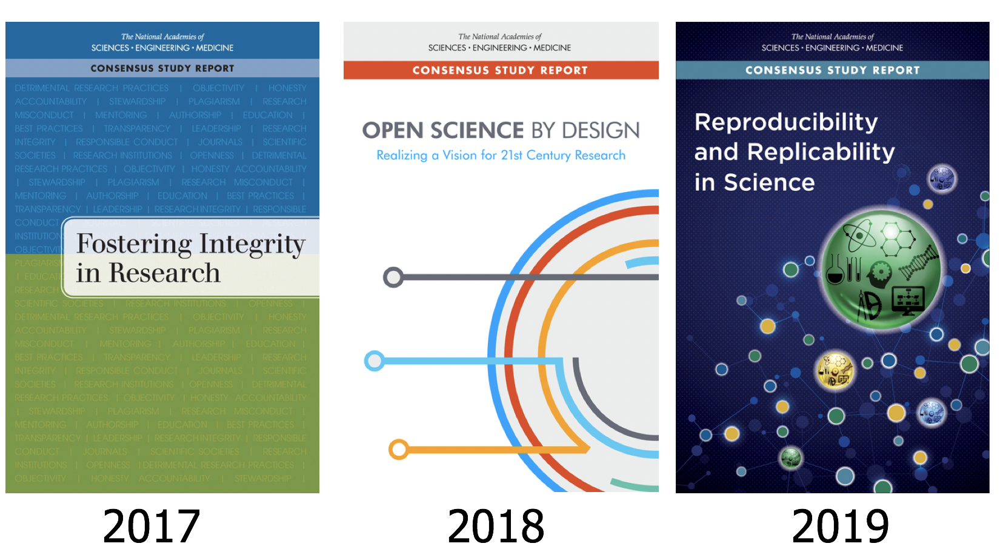 The National Academies of
SCIENCES • ENGINEERING • MEDICINE
CONSENSUS STUDY REPORT
DETRIMENTAL RESEARCH PRACTICES | OBJECTIVITY | HONESTY
ACCOUNTABILITY | STEWARDSHIP | PLAGIARISM | RESEARCH
MISCONDUCT | MENTORING | AUTHORSHIP | EDUCATION |
BEST PRACTICES | TRANSPARENCY | LEADERSHIP | RESEARCH
INTEGRITY | RESPONSIBLE CONDUCT | JOURNALS | SCIENTIFIC
SOCIETIES | RESEARCH INSTITUTIONS | OPENNESS | DETRIMENTAL
RESEARCH PRACTICES | OBJECTIVITY | HONESTY ACCOUNTABILITY
| STEWARDSHIP | PLAGIARISM | RESEARCH MISCONDUCT |
MENTORING | AUTHORSHIP | EDUCATION | BEST PRACTICES |
TRANSPARENCY | LEADERSHIP | RESEARCH INTEGRITY | RESPONSIBLE
CONDUCT
INSTITUTION
OBJECTIVIT
Fostering Integrity
in Research
PLAGIARIS
| EDUCAT
RESEARCH
SCIENTIFIC SOCIETIES | RESEARCH INSTITUTIONS | OPENNESS |
DETRIMENTAL RESEARCH PRACTICES | OBJECTIVITY | HONESTY
ACCOUNTABILITY | STEWARDSHIP | PLAGIARISM | RESEARCH
MISCONDUCT | MENTORING | AUTHORSHIP | EDUCATION |
BEST PRACTICES | TRANSPARENCY | LEADERSHIP | RESEARCH
INTEGRITY | RESPONSIBLE CONDUCT | JOURNALS | SCIENTIFIC
SOCIETIES | RESEARCH INSTITUTIONS | OPENNESS | DETRIMENTAL
RESEARCH PRACTICES | OBJECTIVITY | HONESTY ACCOUNTABILITY
| STEWARDSHIP | PLAGIARISM | RESEARCH MISCONDUCT |
MENTORING | AUTHORSHIP | EDUCATION | BEST PRACTICES |
TRANSPARENCY | LEADERSHIP | RESEARCH INTEGRITY | RESPONSIBLE
CONDUCT | JOURNALS | SCIENTIFIC SOCIETIES | RESEARCH
INSTITUTIONS | OPENNESS | DETRIMENTAL RESEARCH PRACTICES |
OBJECTIVITY | HONESTY ACCOUNTABILITY | STEWARDSHIP |
2017
The National Academies of
SCIENCES • ENGINEERING • MEDICINE
CONSENSUS STUDY REPORT
OPEN SCIENCE BY DESIGN
Realizing a Vision for 21st Century Research
2018
The National Academies of
SCIENCES • ENGINEERING • MEDICINE
CONSENSUS STUDY REPORT
Reproducibility
and Replicability
in Science
2019